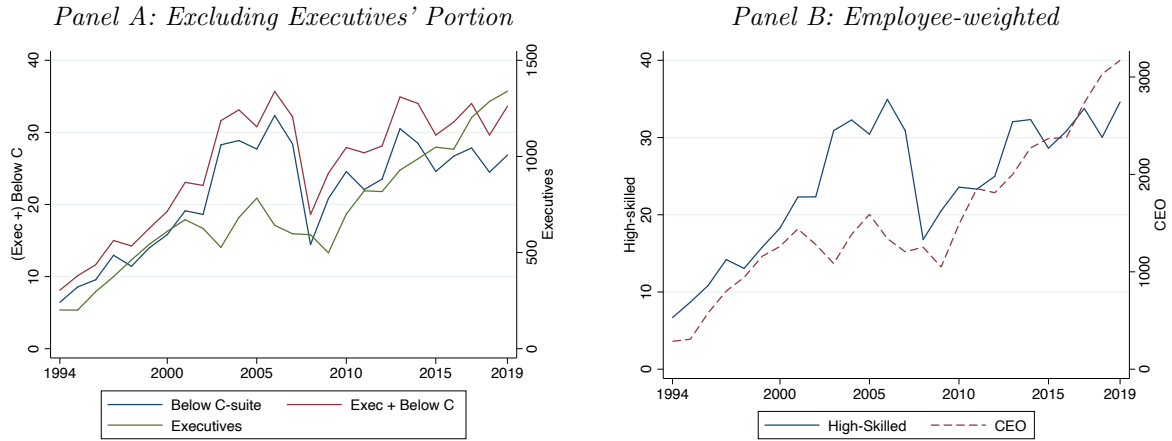 Panel A: Excluding Executives' Portion
40
30
20
10
0
(Exec +) Below C
1500
1000
500
0
Executives
1994
2000
2005
2010
2015
2019
Below C-suite
Exec + Below C
Executives
Panel B: Employee-weighted
40
30
20
10
0
High-skilled
3000
2000
1000
0
CEO
1994
2000
2005
2010
2015
2019
High-Skilled
CEO